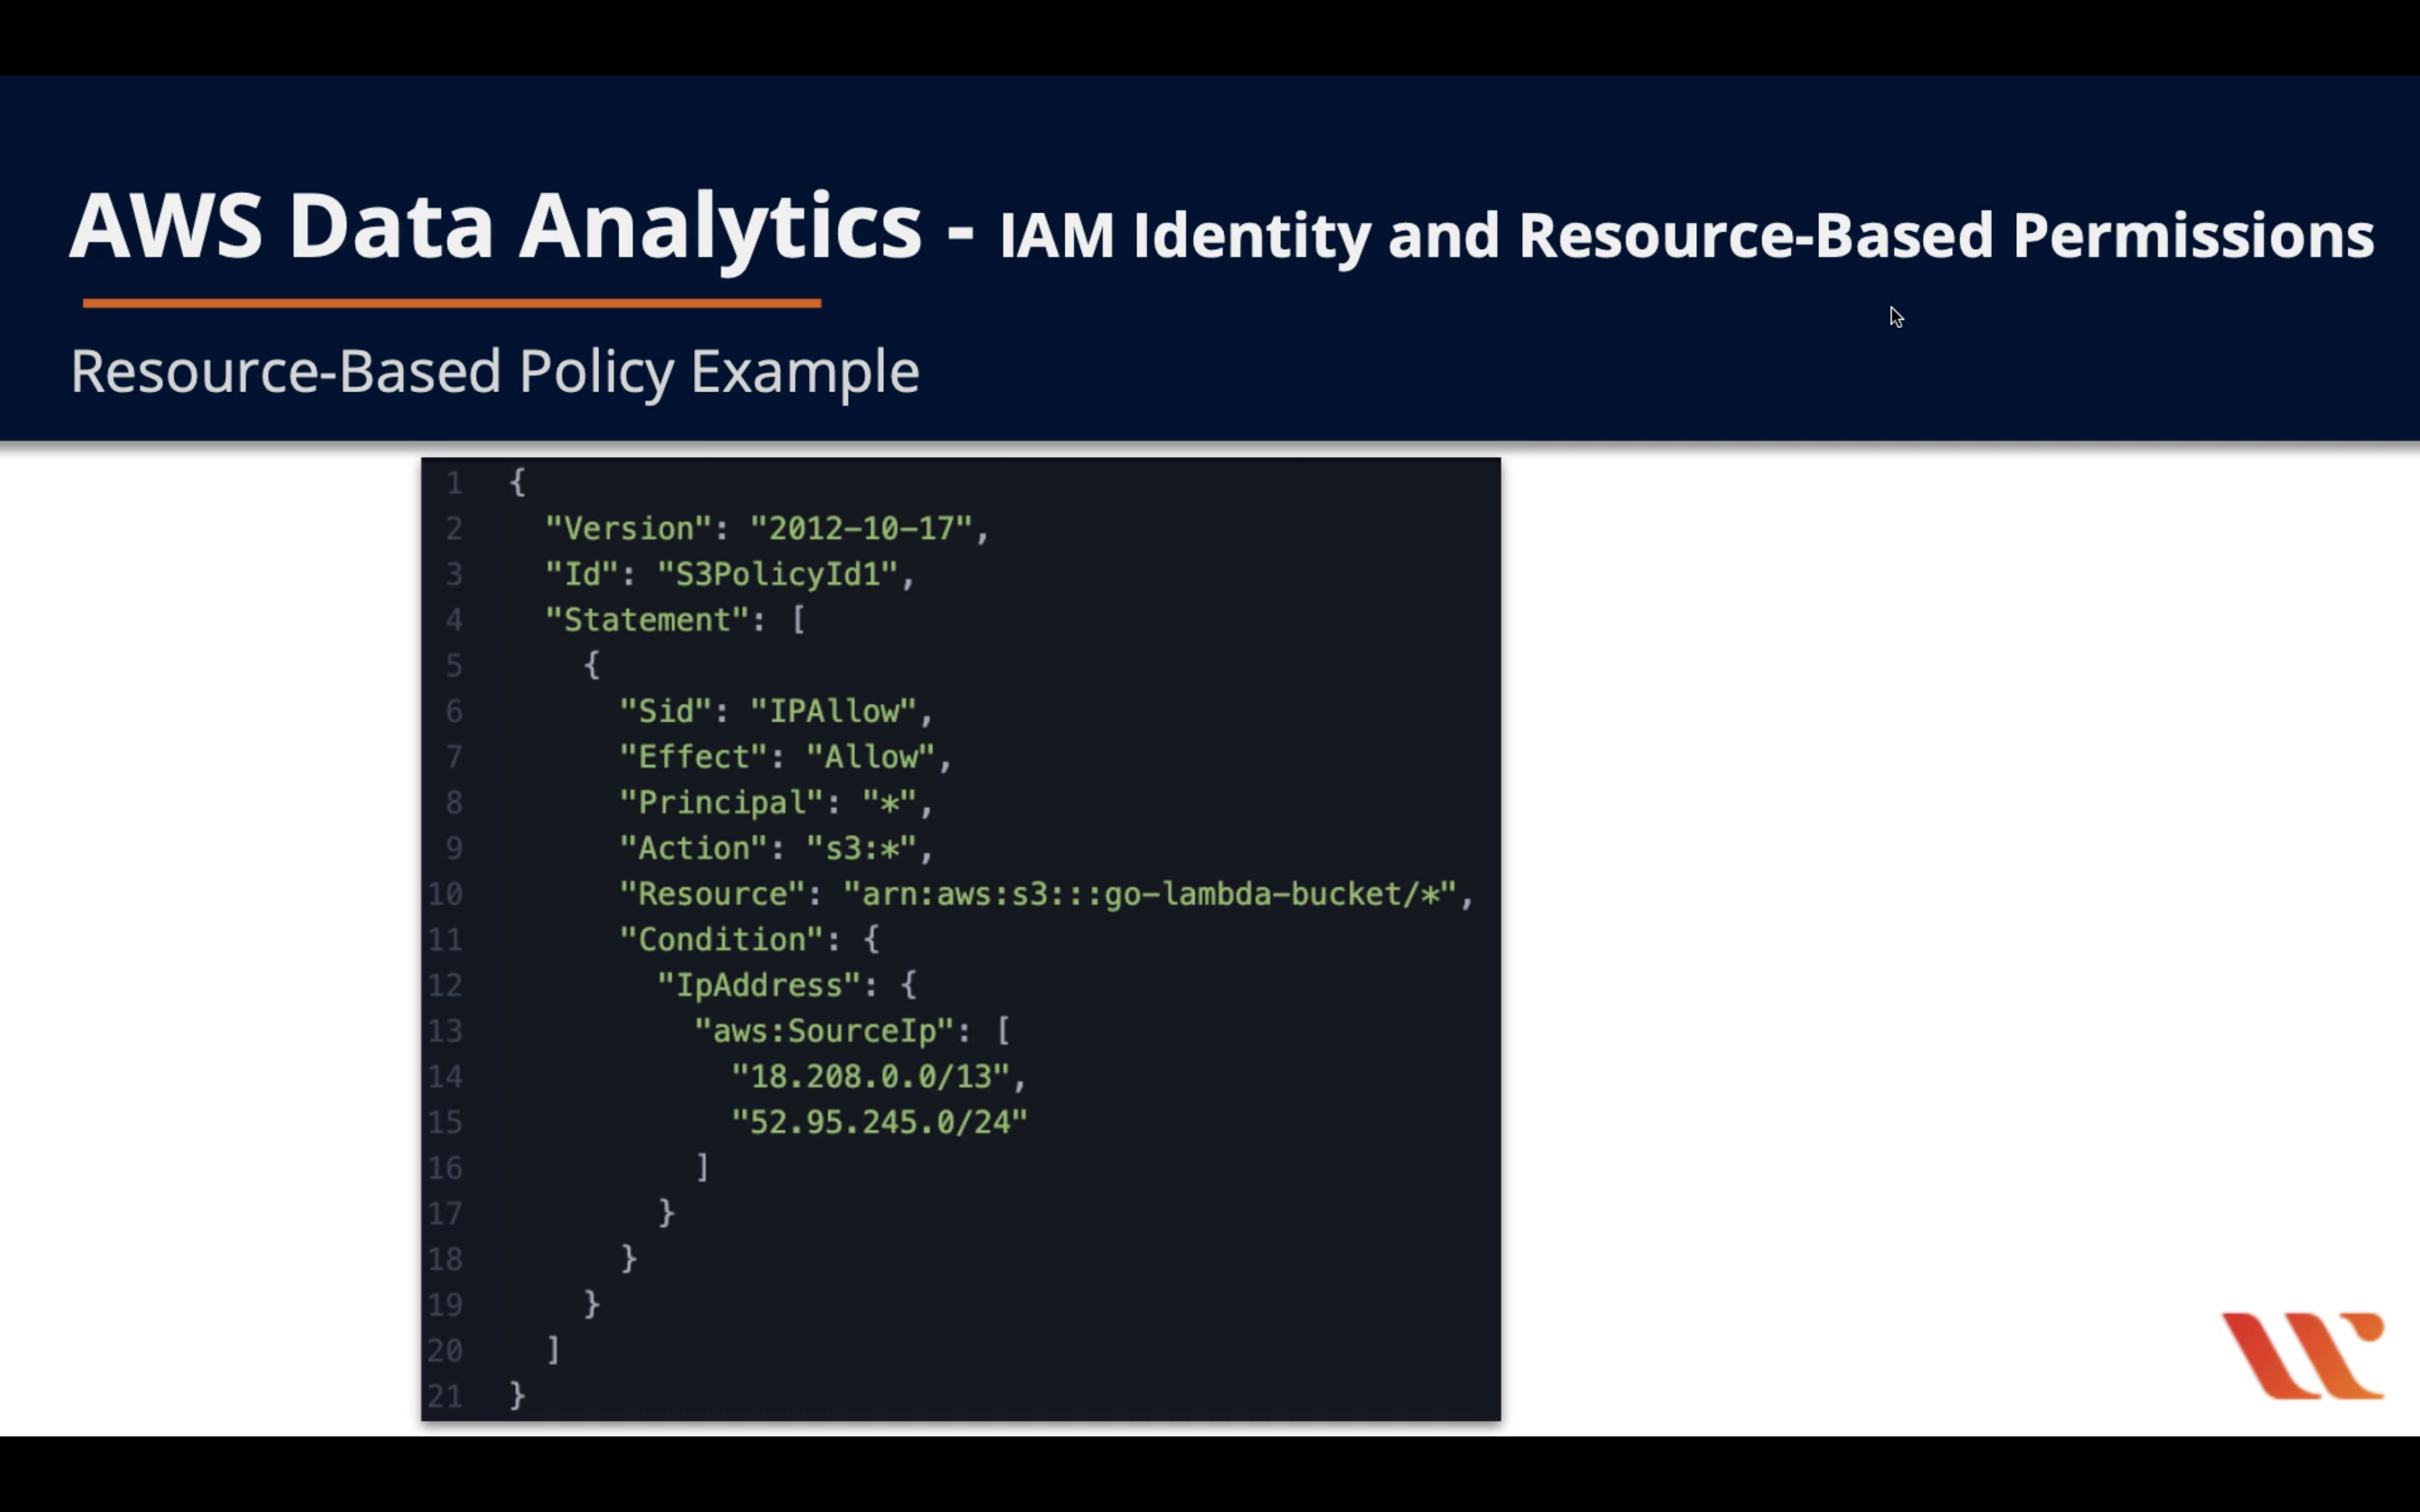 AWS Data Analytics - IAM Identity and Resource-Based Permissions
Resource-Based Policy Example
1 {
2 "Version": "2012-10-17",
3 "Id": "S3PolicyId1",
4 "Statement": [
5 {
6 "Sid": "IPAllow",
7 "Effect": "Allow",
8 "Principal": "*",
9 "Action": "s3:*",
10 "Resource": "arn:aws:s3:::go-lambda-bucket/*",
11 "Condition": {
12 "IpAddress": {
13 "aws:SourceIp": [
14 "18.208.0.0/13",
15 "52.95.245.0/24"
16 ]
17 }
18 }
19 }
20 ]
21 }